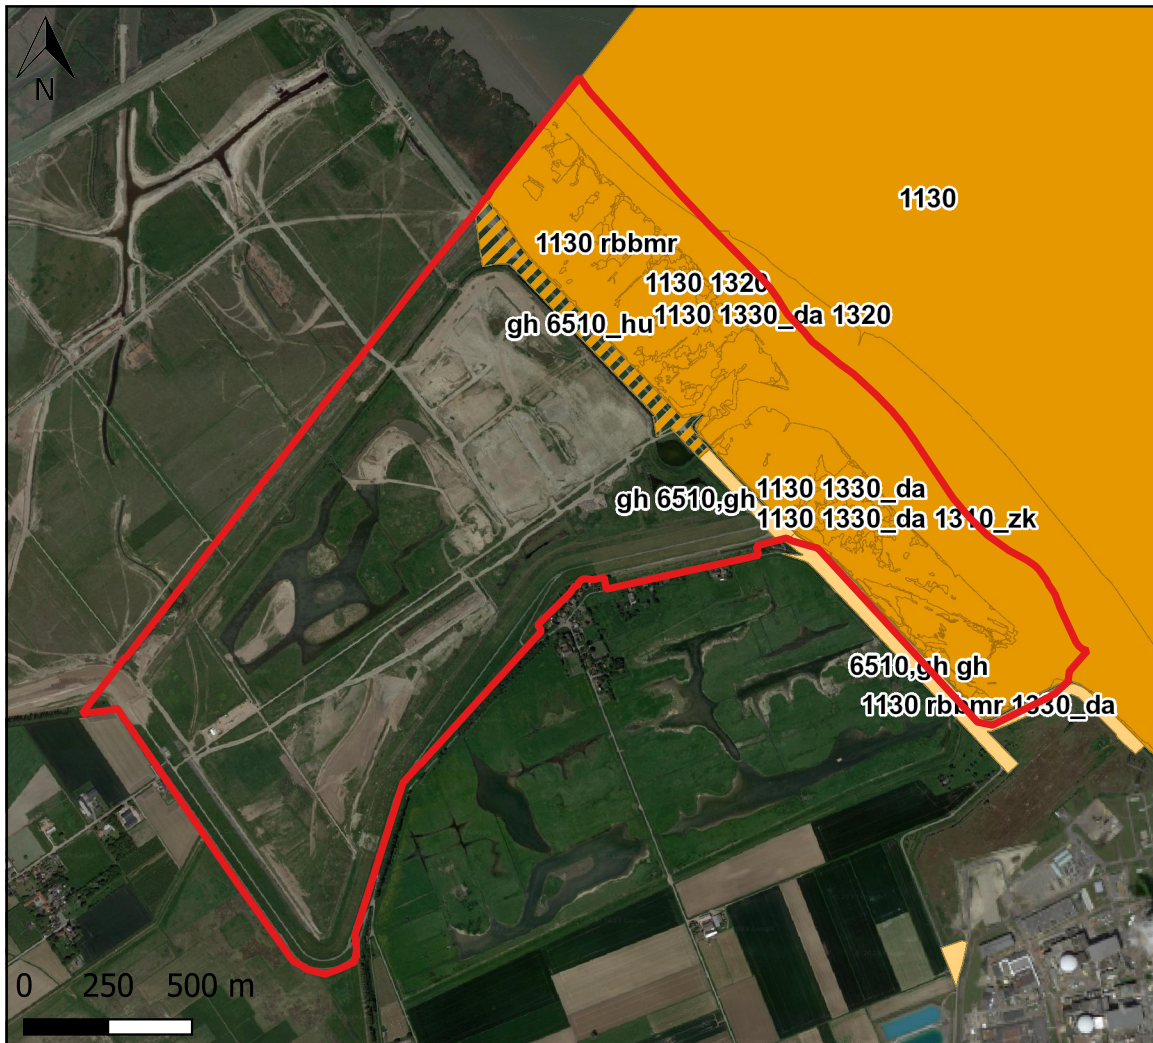 N
1130
1130 rbbmr
1130 1320
gh 6510_hu
1130 1330_da 1320
gh 6510,gh
1130 1330_da
1130 1330_da 1310_zk
6510,gh gh
1130 rbbmr 1330_da
0 250 500 m